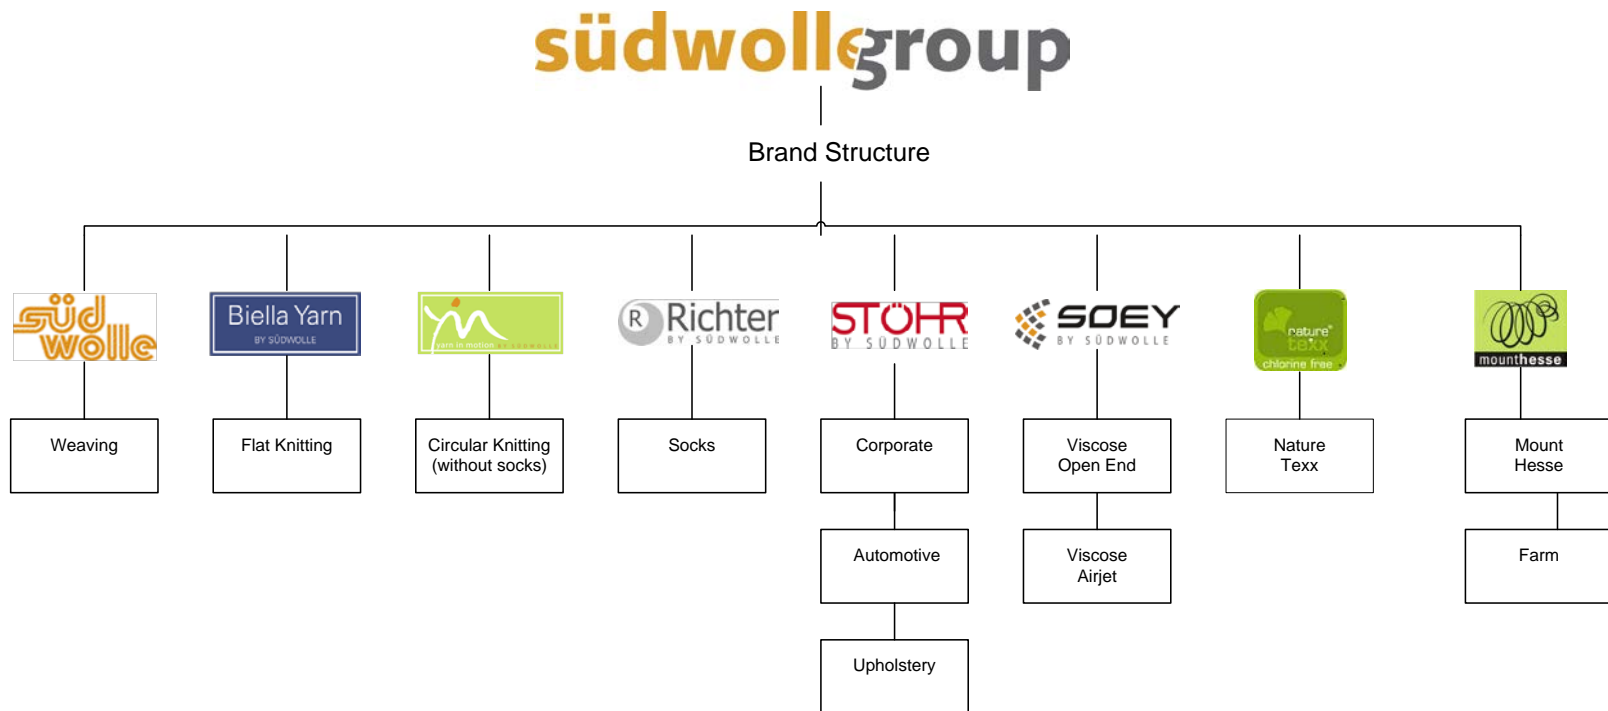 südwollegroup
Brand Structure
süd
wolle
Biella Yarn
BY SÜDWOLLE
yarn in motion BY SÜDWOLLE
R Richter
BY SÜDWOLLE
STÖHR
BY SÜDWOLLE
SOEY
BY SÜDWOLLE
nature
texx
chlorine free
mounthesse
Weaving
Flat Knitting
Circular Knitting
(without socks)
Socks
Corporate
Viscose
Open End
Nature
Texx
Mount
Hesse
Automotive
Viscose
Airjet
Farm
Upholstery